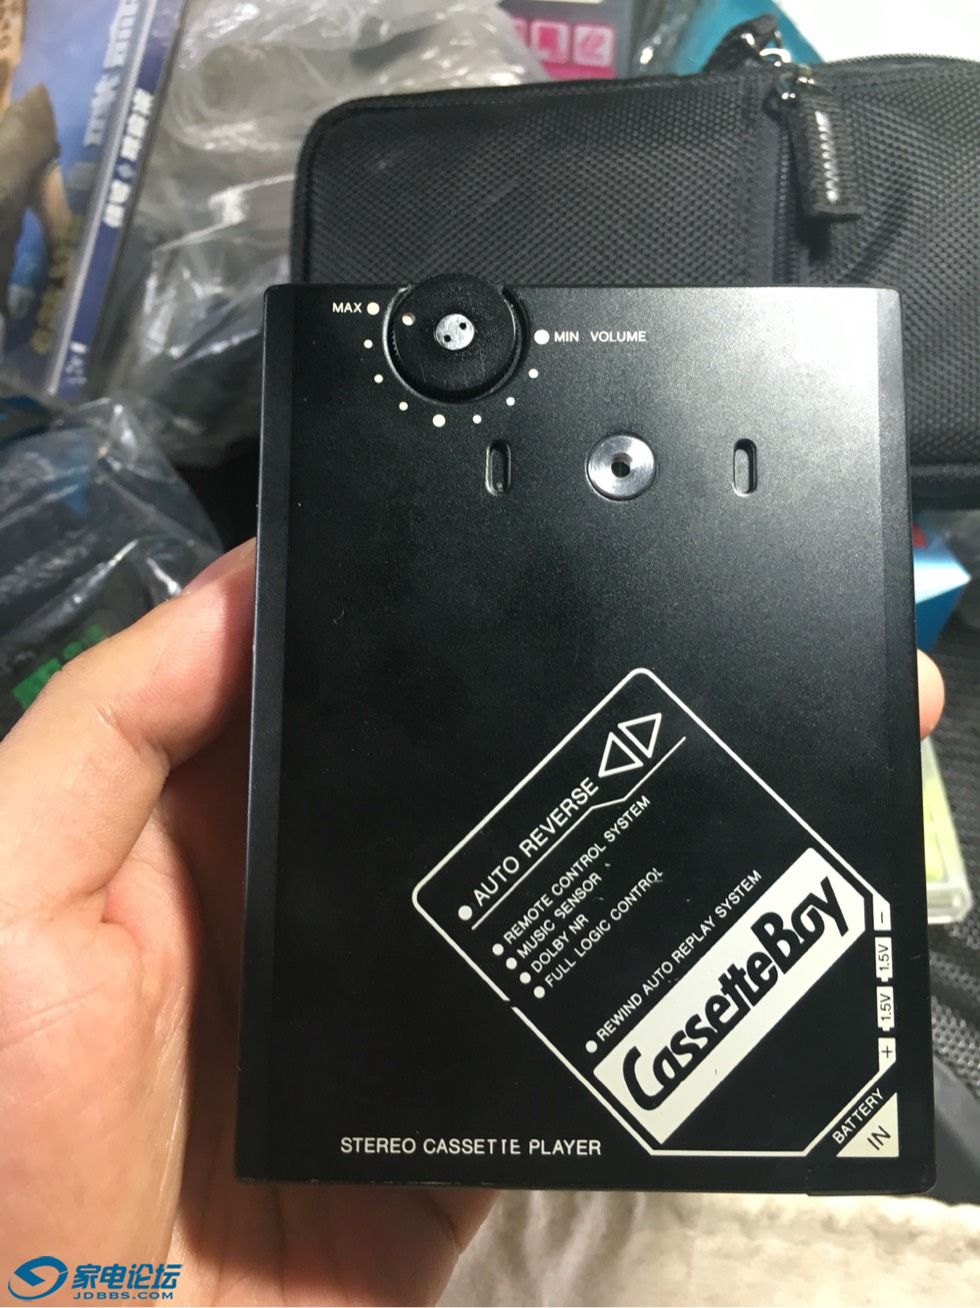 MAX
MIN VOLUME
AUTO REVERSE
REMOTE CONTROL SYSTEM
MUSIC SENSOR
DOLBY NR
FULL LOGIC CONTROL
REWIND AUTO REPLAY SYSTEM
CassetteBoy
+ 1.5V 1.5V −
BATTERY
IN
STEREO CASSETTE PLAYER
家电论坛
JDBBS.COM